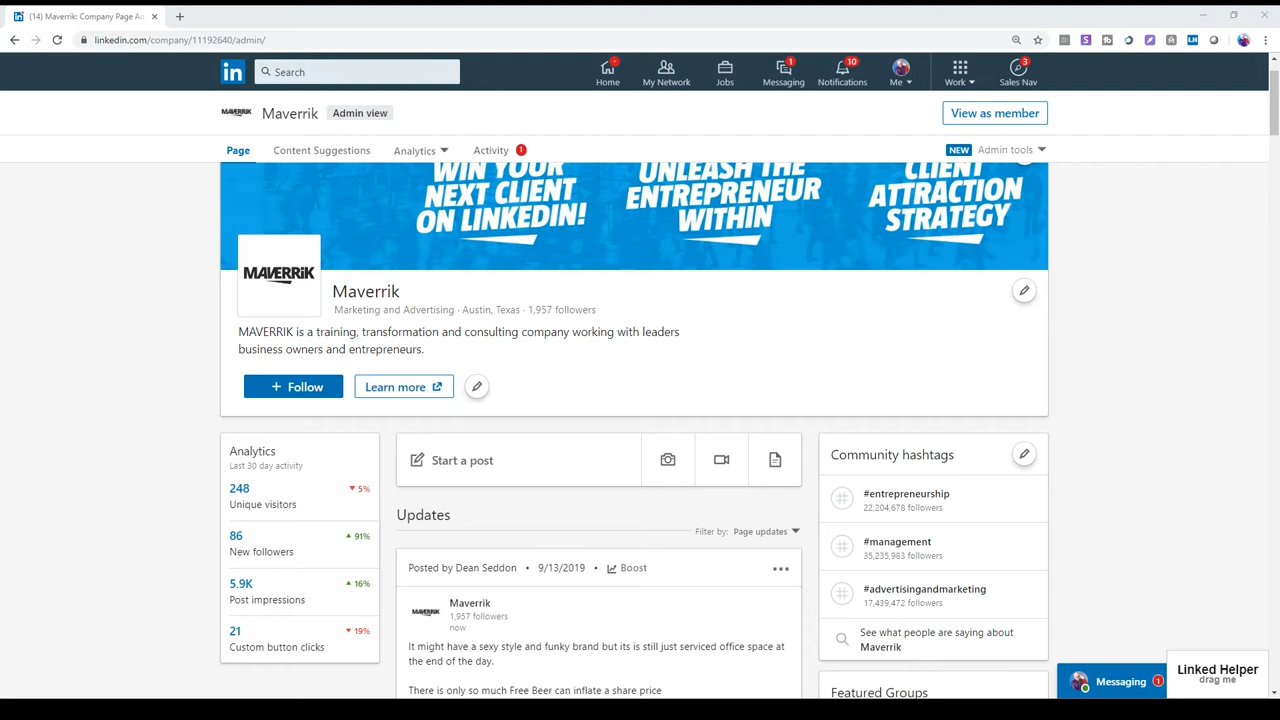 (14) Maverrik: Company Page Ad
linkedin.com/company/11192640/admin/
in
Search
Home
My Network
Jobs
1
Messaging
10
Notifications
Me
Work
3
Sales Nav
MAVERRIK
Maverrik
Admin view
View as member
Page
Content Suggestions
Analytics
Activity
1
NEW
Admin tools
WIN YOUR
NEXT CLIENT
ON LINKEDIN!
UNLEASH THE
ENTREPRENEUR
WITHIN
CLIENT
ATTRACTION
STRATEGY
MAVERRIK
Maverrik
Marketing and Advertising · Austin, Texas · 1,957 followers
MAVERRIK is a training, transformation and consulting company working with leaders
business owners and entrepreneurs.
+ Follow
Learn more
Analytics
Last 30 day activity
248
5%
Unique visitors
86
91%
New followers
5.9K
16%
Post impressions
21
19%
Custom button clicks
Start a post
Updates
Filter by: Page updates
Posted by Dean Seddon • 9/13/2019 • Boost
MAVERRIK
Maverrik
1,957 followers
now
It might have a sexy style and funky brand but its is still just serviced office space at
the end of the day.
There is only so much Free Beer can inflate a share price
Community hashtags
#entrepreneurship
22,204,678 followers
#management
35,235,983 followers
#advertisingandmarketing
17,439,472 followers
See what people are saying about
Maverrik
Featured Groups
Messaging
1
Linked Helper
drag me